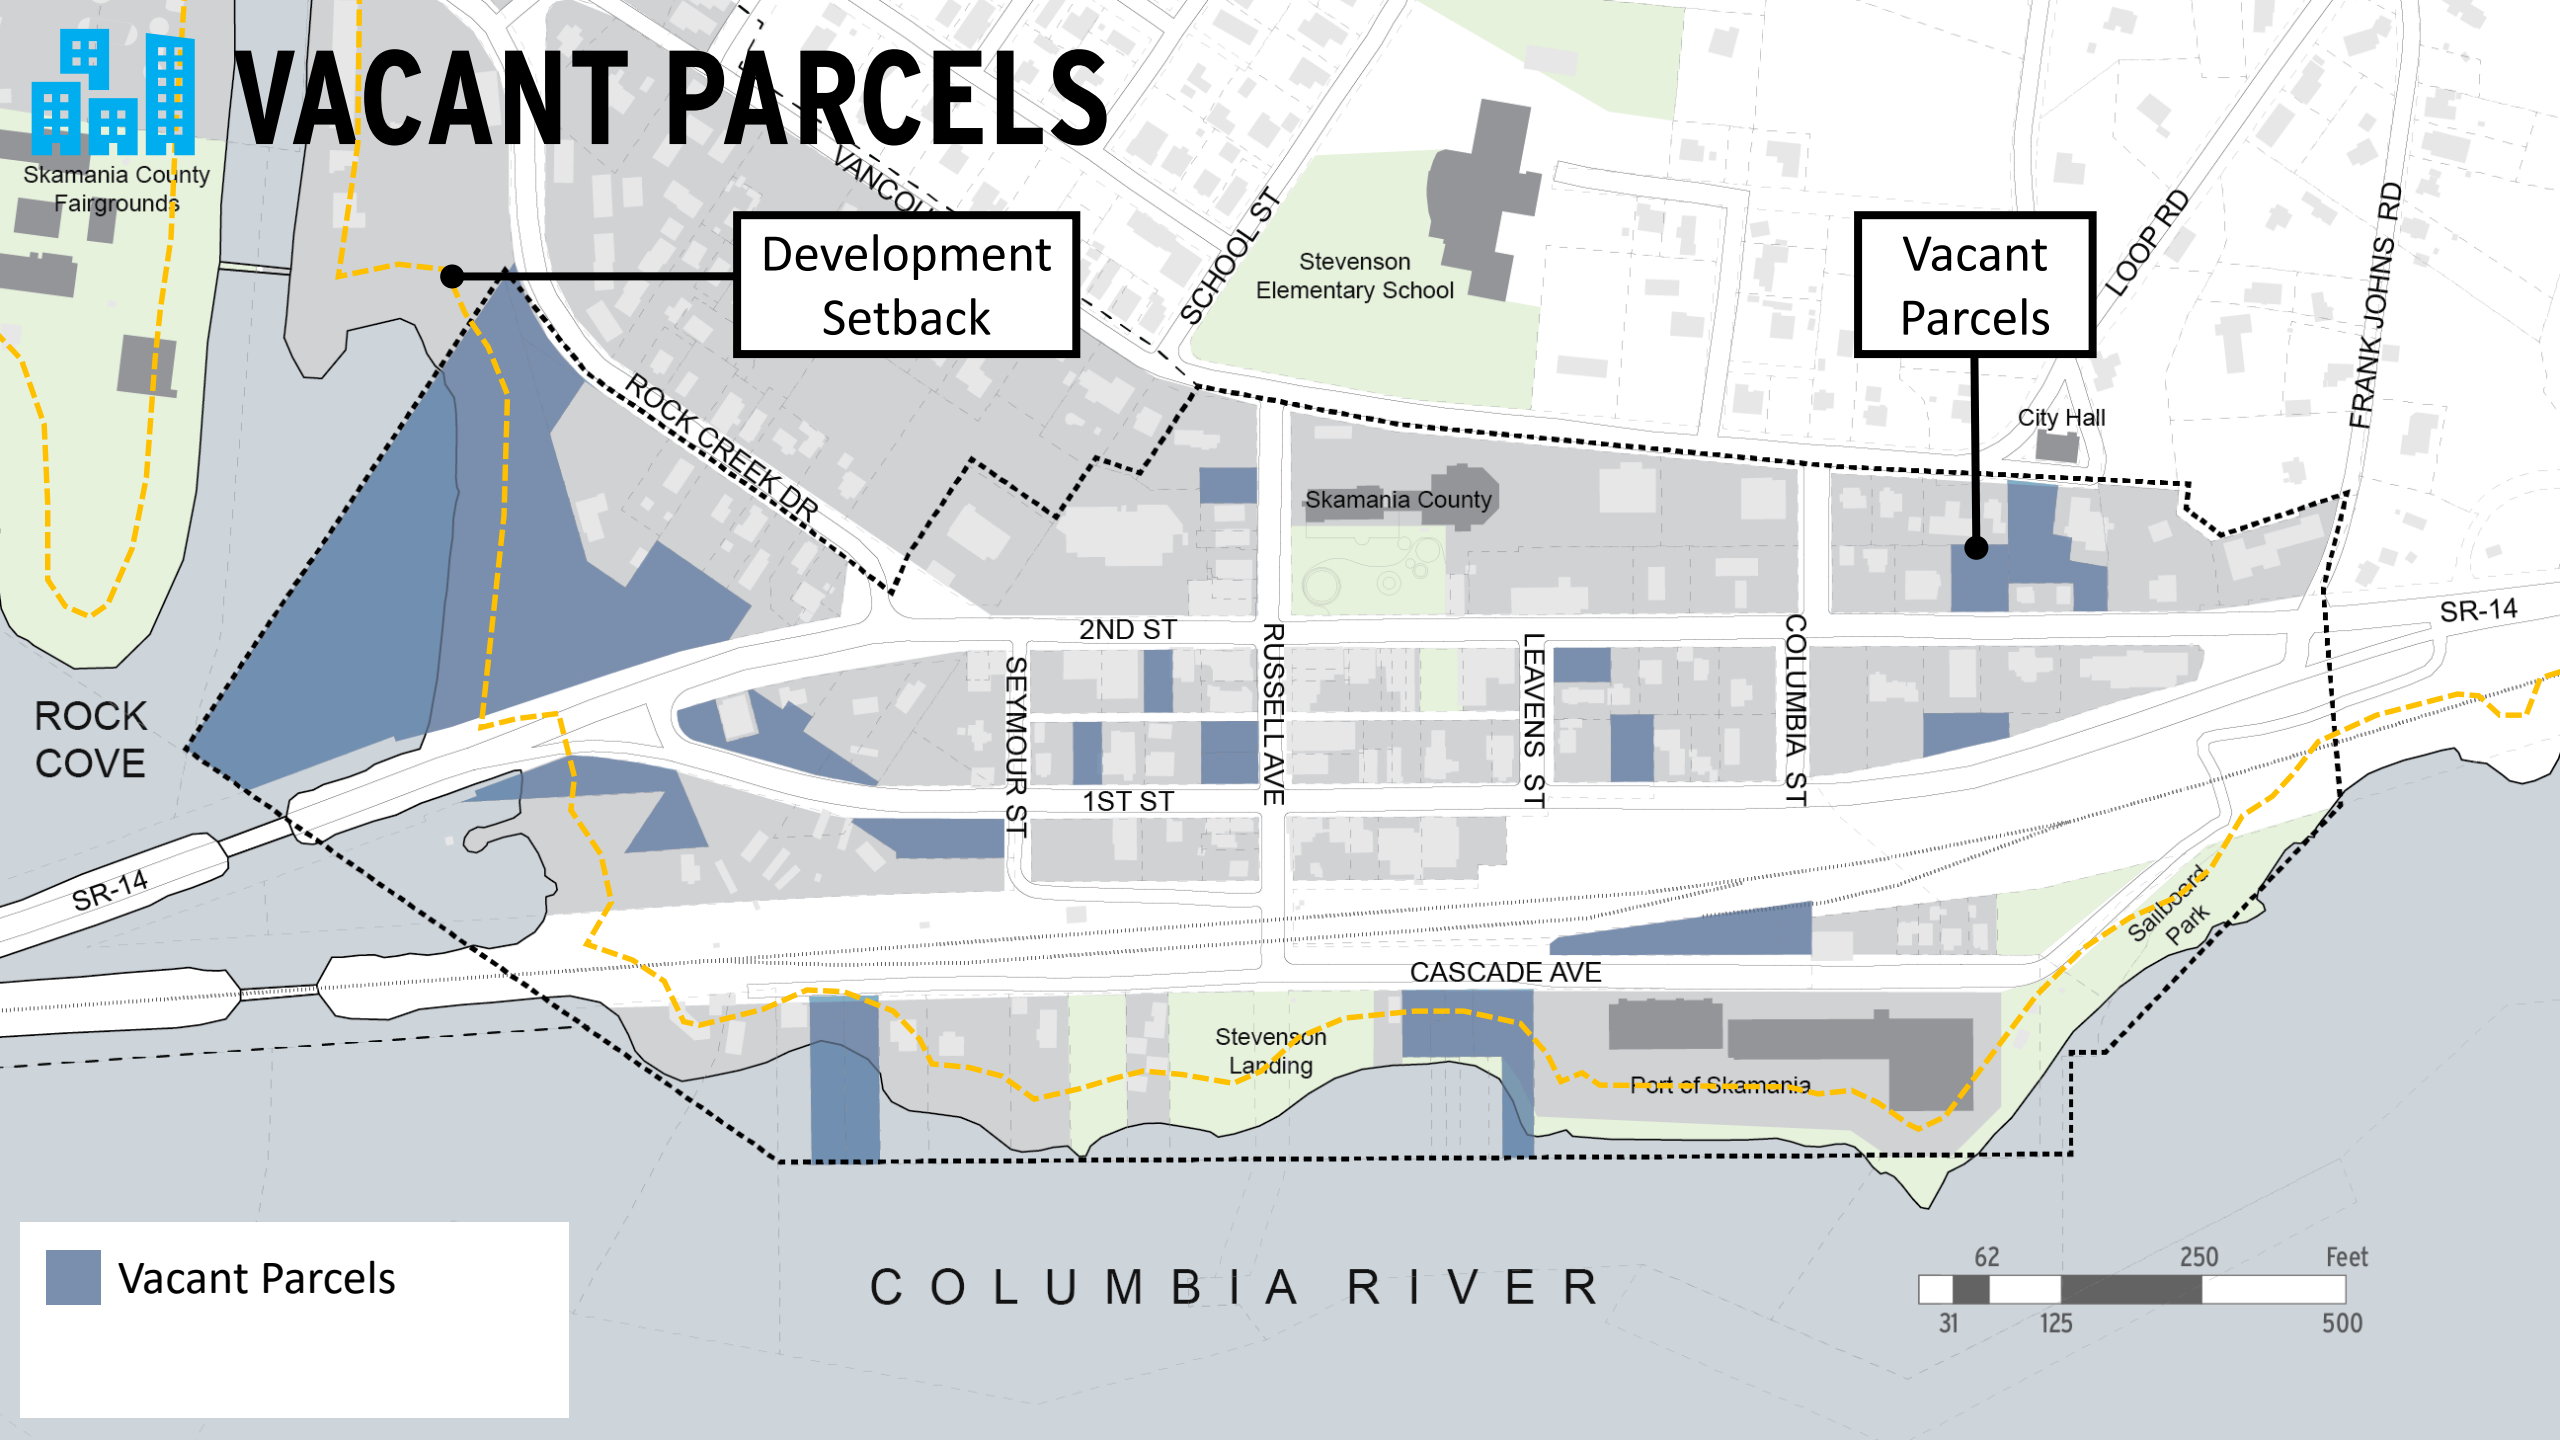 VACANT PARCELS
Skamania County
Fairgrounds
Development
Setback
Vacant
Parcels
SCHOOL ST
LOOP RD
FRANK JOHNS RD
Stevenson
Elementary School
City Hall
ROCK CREEK DR
Skamania County
SR-14
2ND ST
SEYMOUR ST
RUSSELL AVE
LEAVENS ST
COLUMBIA ST
ROCK
COVE
1ST ST
SR-14
Sailboard
Park
CASCADE AVE
Stevenson
Landing
Port of Skamania
Vacant Parcels
COLUMBIA RIVER
62 250 Feet
31 125 500